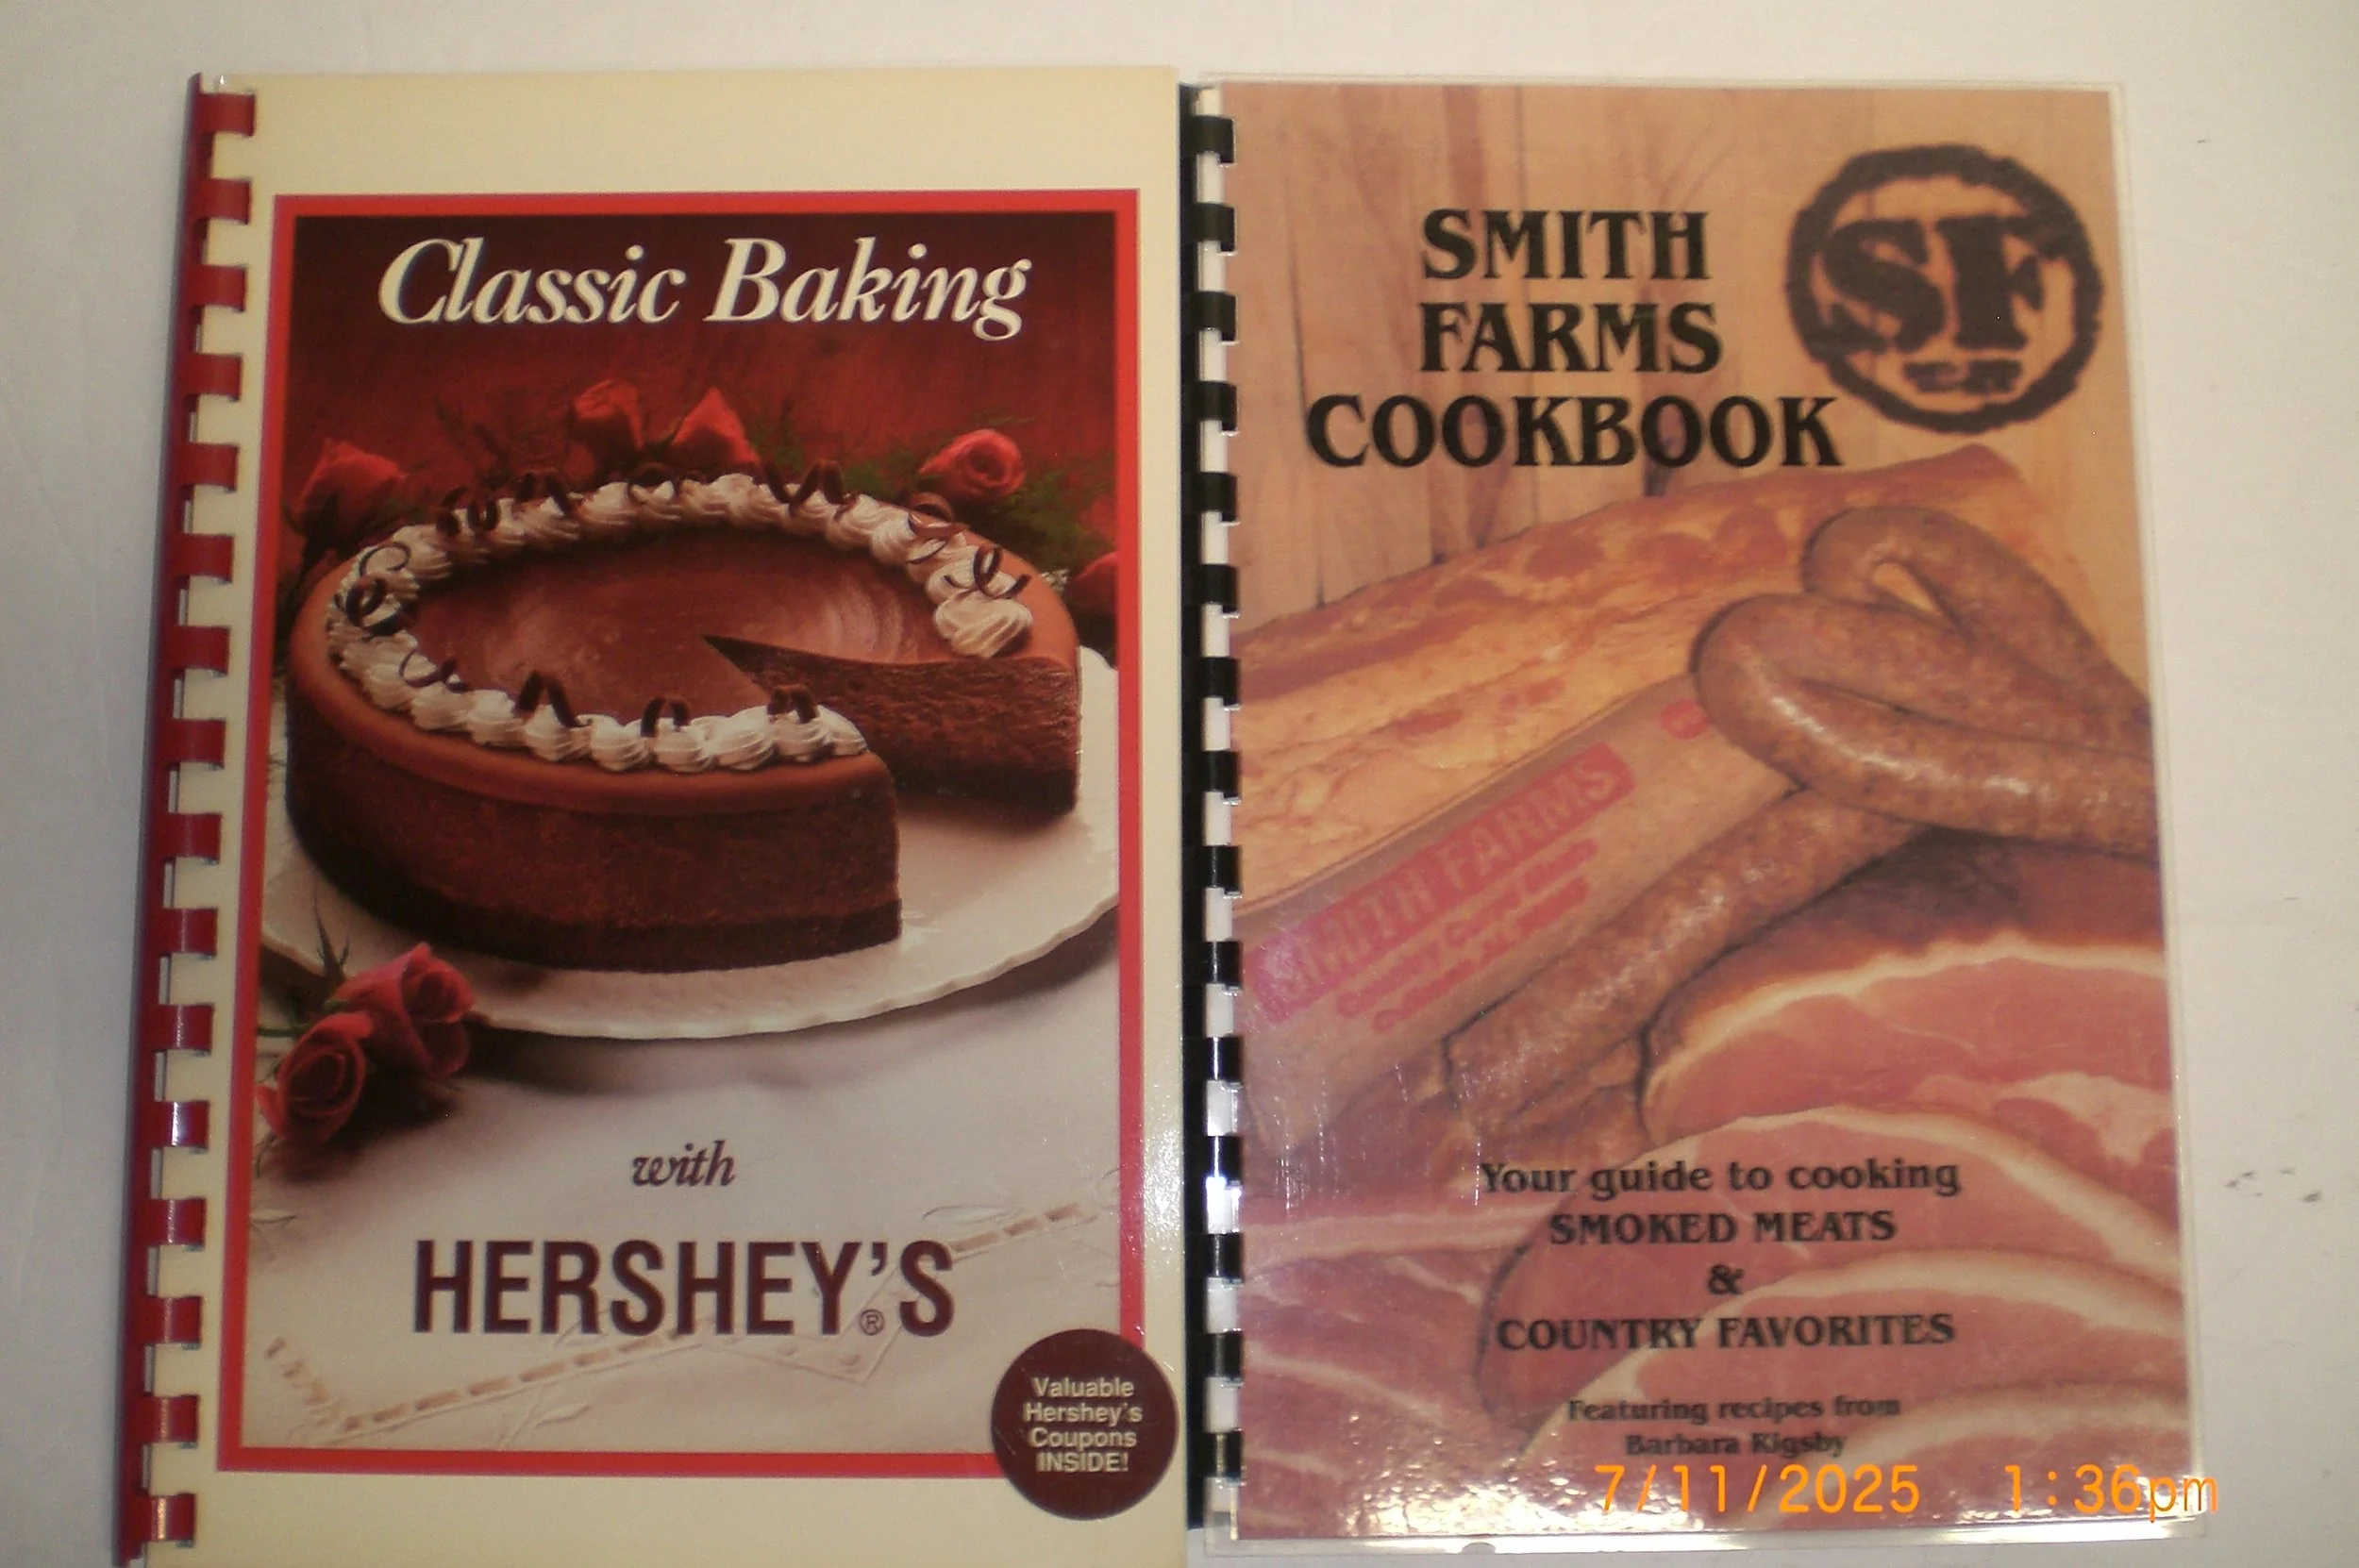 Classic Baking
with
HERSHEY'S
®
Valuable
Hershey's
Coupons
INSIDE!
SMITH
FARMS
COOKBOOK
SF
SMITH FARMS
Your guide to cooking
SMOKED MEATS
&
COUNTRY FAVORITES
Featuring recipes from
Barbara Rigsby
7/11/2025 1:36pm